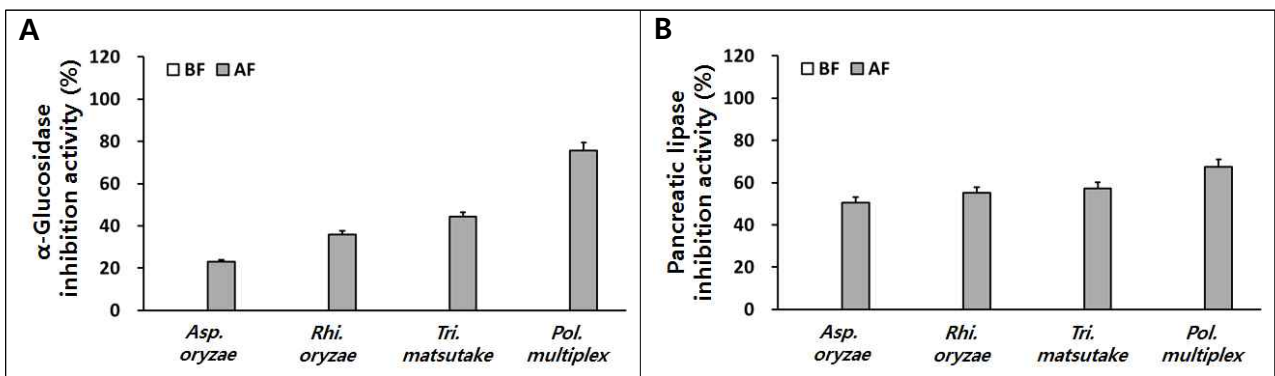 A
α-Glucosidase
inhibition activity (%)
120
100
80
60
40
20
0
BF AF
Asp.
oryzae
Rhi.
oryzae
Tri.
matsutake
Pol.
multiplex
B
Pancreatic lipase
inhibition activity (%)
120
100
80
60
40
20
0
BF AF
Asp.
oryzae
Rhi.
oryzae
Tri.
matsutake
Pol.
multiplex